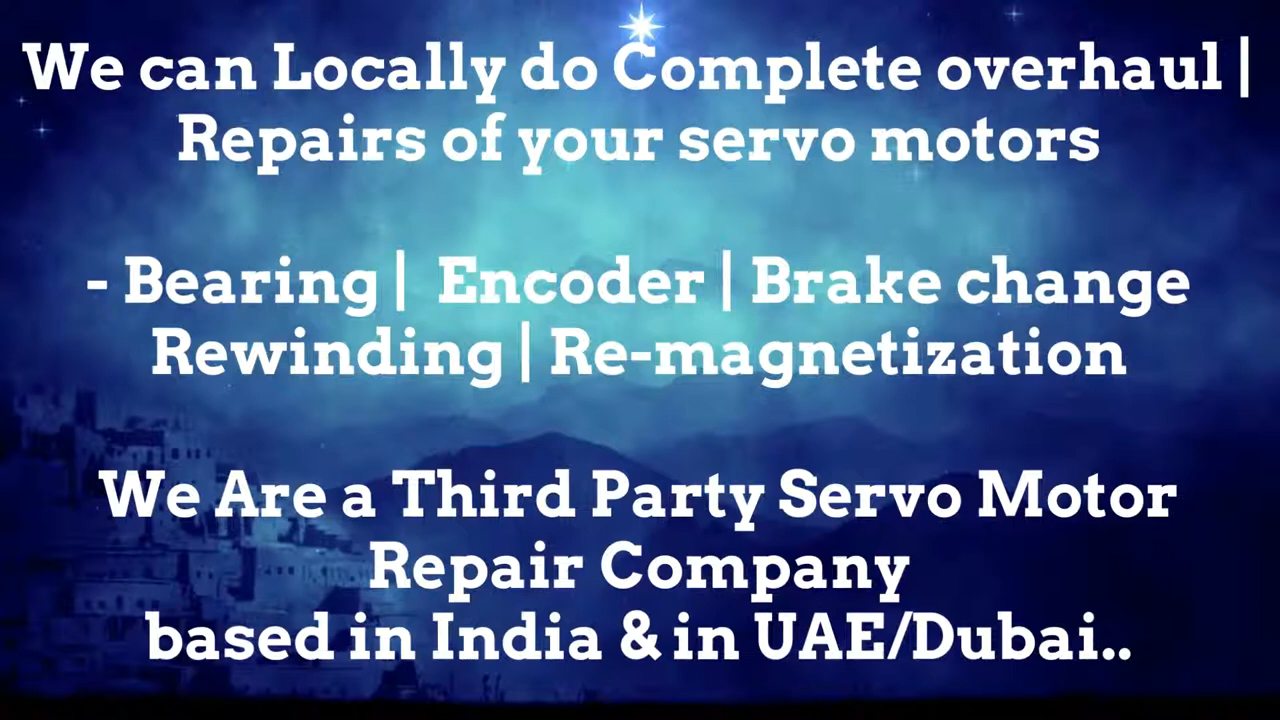 We can Locally do Complete overhaul |
Repairs of your servo motors
- Bearing | Encoder | Brake change
Rewinding | Re-magnetization
We Are a Third Party Servo Motor
Repair Company
based in India & in UAE/Dubai..